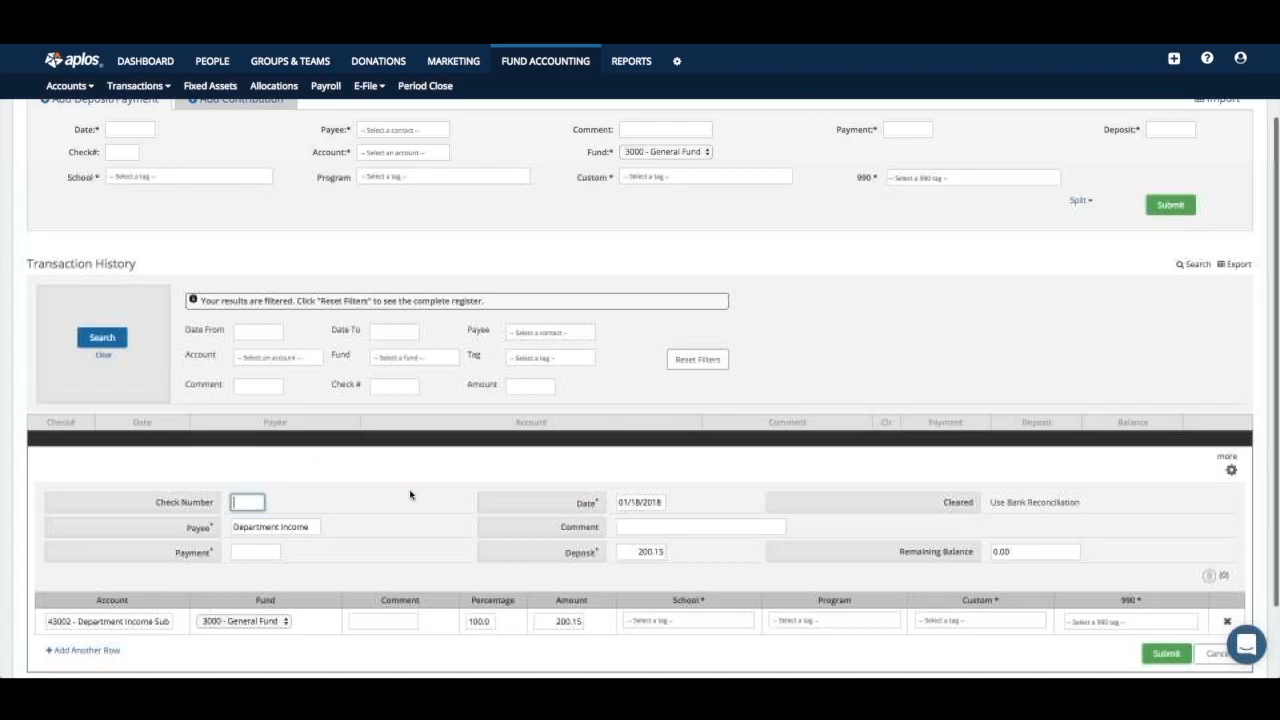 aplos DASHBOARD PEOPLE GROUPS & TEAMS DONATIONS MARKETING FUND ACCOUNTING REPORTS
Accounts Transactions Fixed Assets Allocations Payroll E-File Period Close
Add Deposit/Payment Add Contribution Import
Date:* Payee:* -- Select a contact -- Comment: Payment:* Deposit:*
Check#: Account:* -- Select an account -- Fund:* 3000 - General Fund
School * -- Select a tag -- Program -- Select a tag -- Custom * -- Select a tag -- 990 * -- Select a 990 tag --
Split
Submit
Transaction History Search Export
Your results are filtered. Click "Reset Filters" to see the complete register.
Search
Clear
Date From Date To Payee -- Select a contact --
Account -- Select an account -- Fund -- Select a fund -- Tag -- Select a tag -- Reset Filters
Comment Check # Amount
Check# Date Payee Account Comment Clr Payment Deposit Balance
more
Check Number Date* 01/18/2018 Cleared Use Bank Reconciliation
Payee* Department Income Comment
Payment* Deposit* 200.15 Remaining Balance 0.00
(0)
Account Fund Comment Percentage Amount School * Program Custom * 990 *
43002 - Department Income Sub 3000 - General Fund 100.0 200.15 -- Select a tag -- -- Select a tag -- -- Select a tag -- -- Select a 990 tag --
Add Another Row
Submit Cance